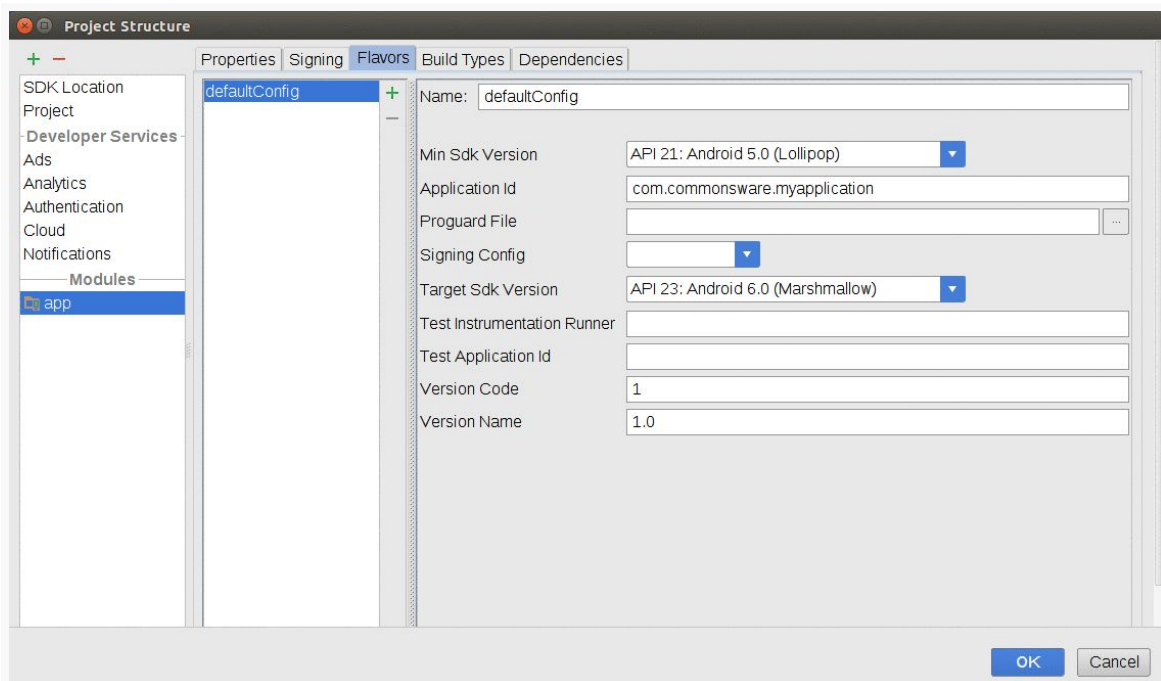 Project Structure
Properties Signing Flavors Build Types Dependencies
SDK Location
Project
Developer Services
Ads
Analytics
Authentication
Cloud
Notifications
Modules
app
defaultConfig
Name: defaultConfig
Min Sdk Version API 21: Android 5.0 (Lollipop)
Application Id com.commonsware.myapplication
Proguard File ...
Signing Config
Target Sdk Version API 23: Android 6.0 (Marshmallow)
Test Instrumentation Runner
Test Application Id
Version Code 1
Version Name 1.0
OK Cancel